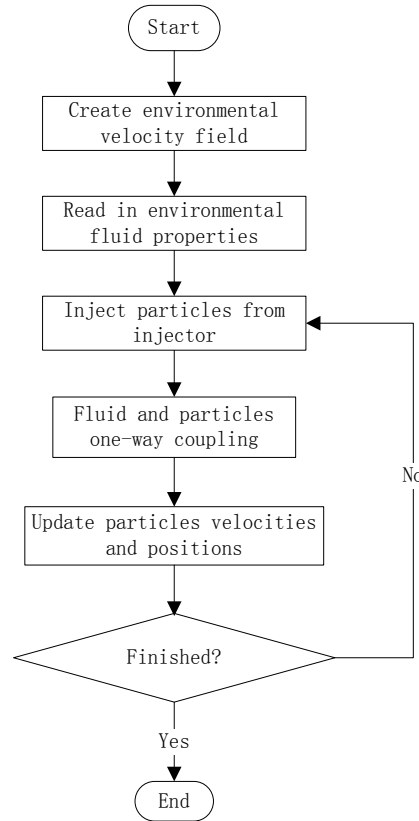 Start
Create environmental
velocity field
Read in environmental
fluid properties
Inject particles from
injector
Fluid and particles
one-way coupling
No
Update particles velocities
and positions
Finished?
Yes
End